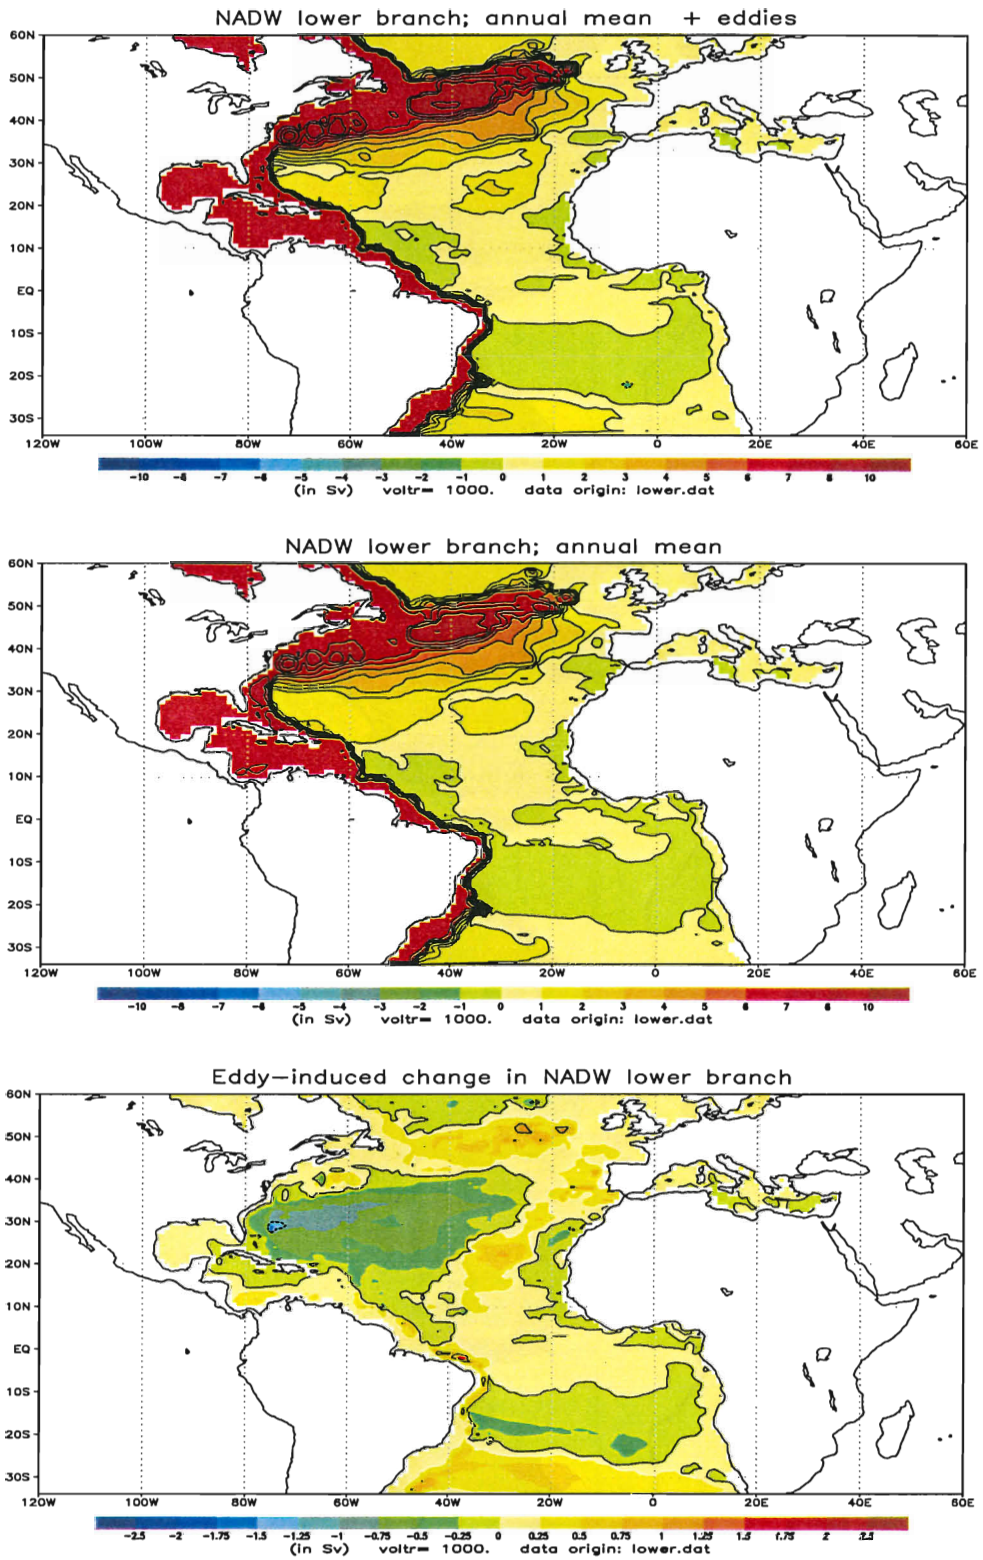 NADW lower branch; annual mean + eddies
60N
50N
40N
30N
20N
10N
EQ
10S
20S
30S
120W 100W 80W 60W 40W 20W 0 20E 40E 60E
-10 -8 -7 -6 -5 -4 -3 -2 -1 0 1 2 3 4 5 6 7 8 10
(in Sv) voltr= 1000. data origin: lower.dat
NADW lower branch; annual mean
60N
50N
40N
30N
20N
10N
EQ
10S
20S
30S
120W 100W 80W 60W 40W 20W 0 20E 40E 60E
-10 -8 -7 -6 -5 -4 -3 -2 -1 0 1 2 3 4 5 6 7 8 10
(in Sv) voltr= 1000. data origin: lower.dat
Eddy-induced change in NADW lower branch
60N
50N
40N
30N
20N
10N
EQ
10S
20S
30S
120W 100W 80W 60W 40W 20W 0 20E 40E 60E
-2.5 -2 -1.75 -1.5 -1.25 -1 -0.75 -0.5 -0.25 0 0.25 0.5 0.75 1 1.25 1.5 1.75 2 2.5
(in Sv) voltr= 1000. data origin: lower.dat